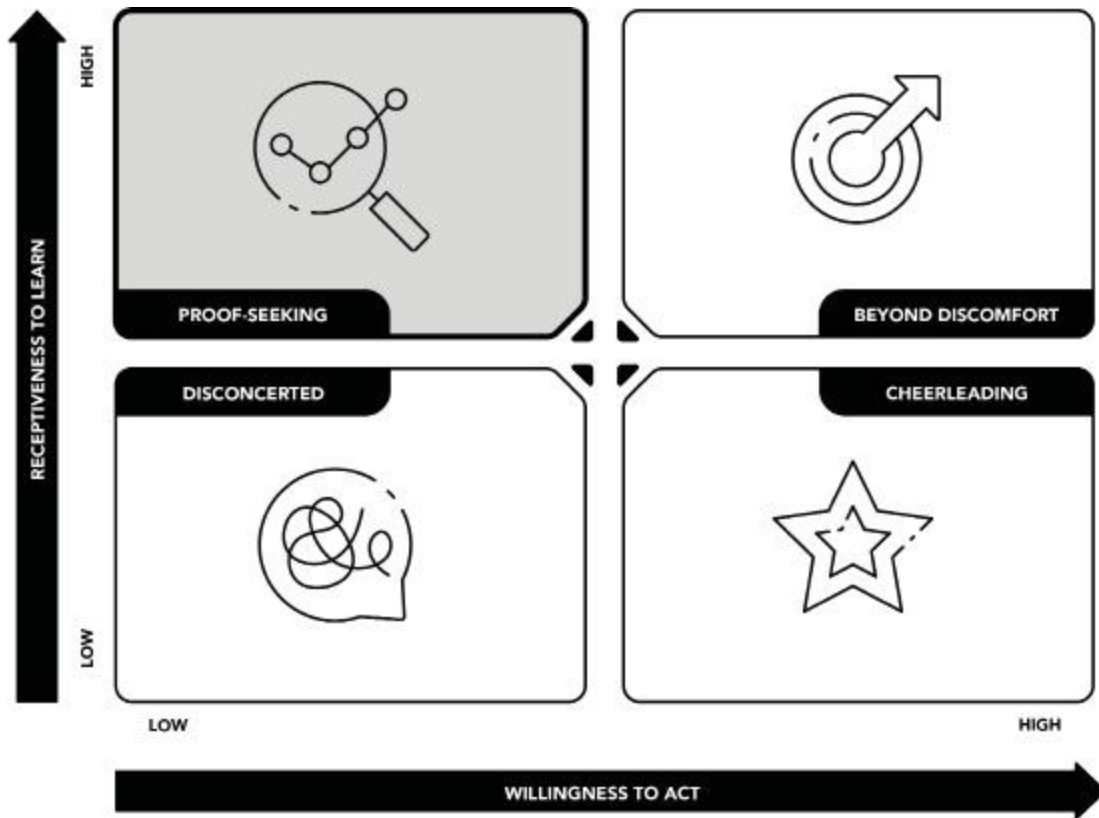 HIGH
PROOF-SEEKING
BEYOND DISCOMFORT
RECEPTIVENESS TO LEARN
DISCONCERTED
CHEERLEADING
LOW
LOW
HIGH
WILLINGNESS TO ACT